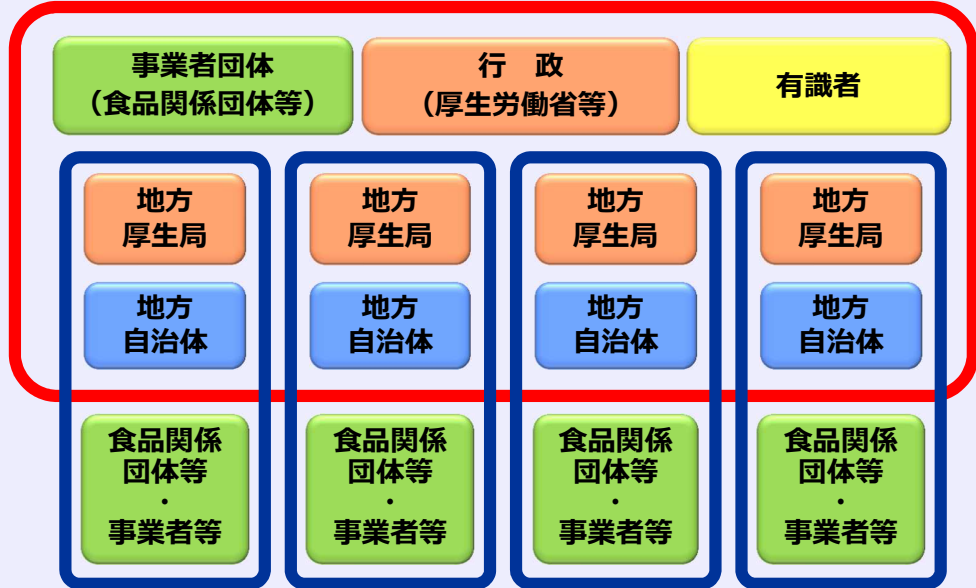 事業者団体
（食品関係団体等）
行　政
（厚生労働省等）
有識者
地方
厚生局
地方
自治体
食品関係
団体等
・
事業者等
地方
厚生局
地方
自治体
食品関係
団体等
・
事業者等
地方
厚生局
地方
自治体
食品関係
団体等
・
事業者等
地方
厚生局
地方
自治体
食品関係
団体等
・
事業者等